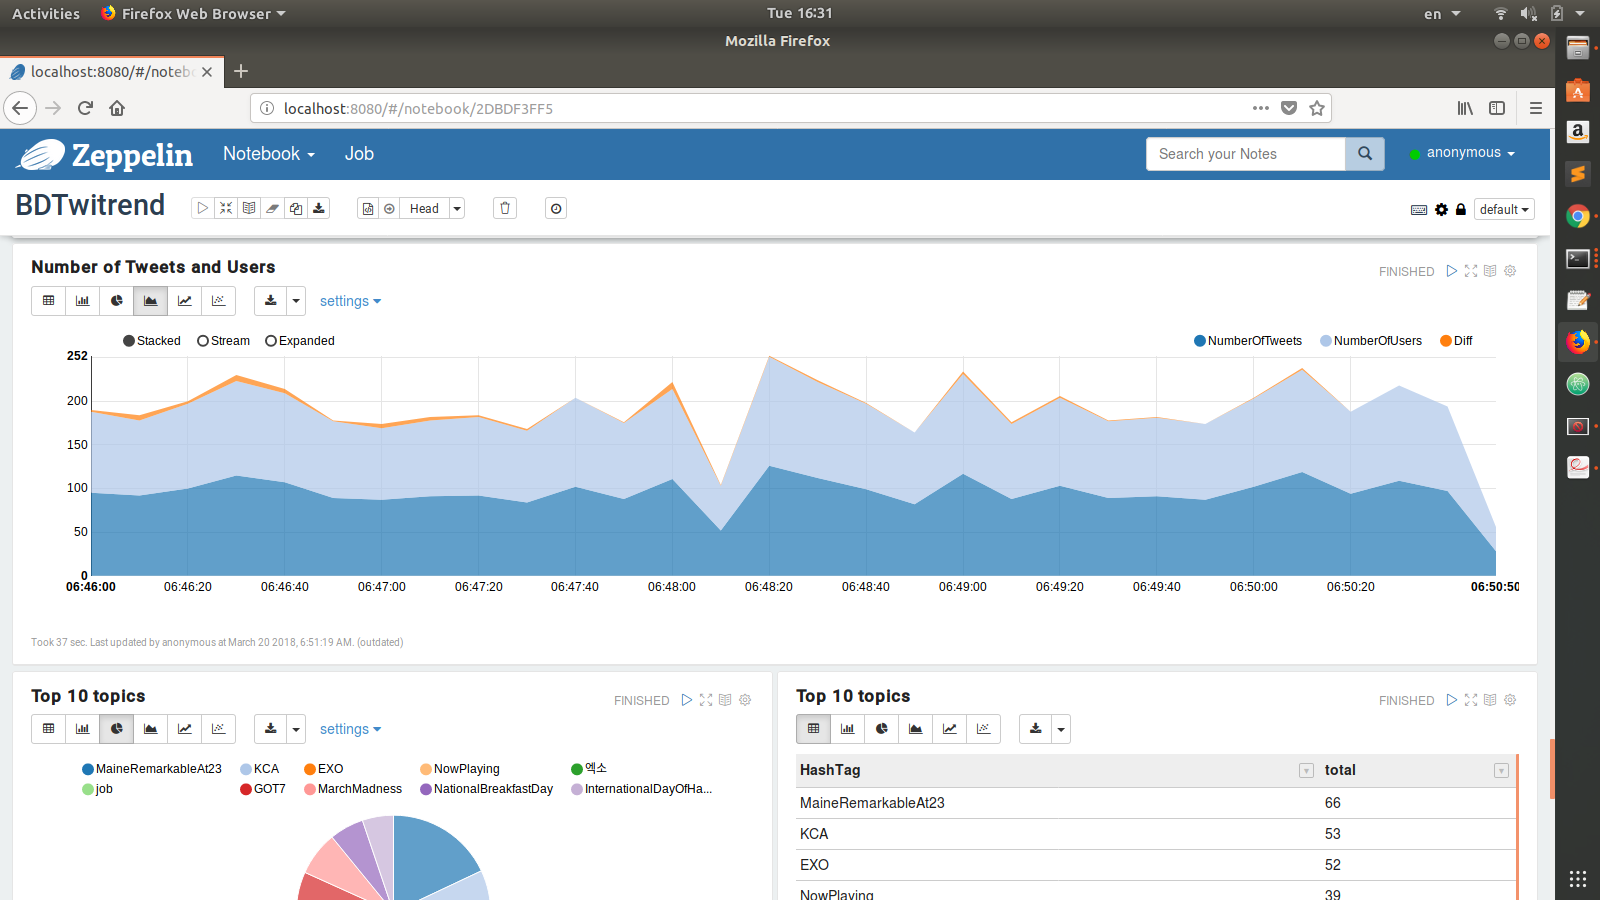 Activities Firefox Web Browser Tue 16:31 en
Mozilla Firefox
localhost:8080/#/noteb
localhost:8080/#/notebook/2DBDF3FF5
Zeppelin Notebook Job Search your Notes anonymous
BDTwitrend Head default
Number of Tweets and Users FINISHED
settings
Stacked Stream Expanded NumberOfTweets NumberOfUsers Diff
252
200
150
100
50
0
06:46:00 06:46:20 06:46:40 06:47:00 06:47:20 06:47:40 06:48:00 06:48:20 06:48:40 06:49:00 06:49:20 06:49:40 06:50:00 06:50:20 06:50:50
Took 37 sec. Last updated by anonymous at March 20 2018, 6:51:19 AM. (outdated)
Top 10 topics FINISHED
settings
MaineRemarkableAt23 KCA EXO NowPlaying 엑소
job GOT7 MarchMadness NationalBreakfastDay InternationalDayOfHa...
Top 10 topics FINISHED
HashTag total
MaineRemarkableAt23 66
KCA 53
EXO 52
NowPlaying 39